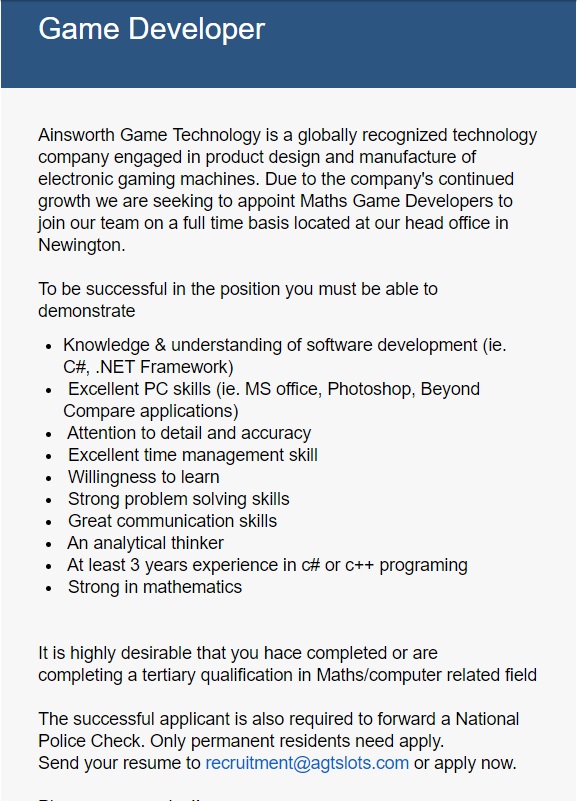 Game Developer
Ainsworth Game Technology is a globally recognized technology
company engaged in product design and manufacture of
electronic gaming machines. Due to the company's continued
growth we are seeking to appoint Maths Game Developers to
join our team on a full time basis located at our head office in
Newington.
To be successful in the position you must be able to
demonstrate
• Knowledge & understanding of software development (ie.
C#, .NET Framework)
• Excellent PC skills (ie. MS office, Photoshop, Beyond
Compare applications)
• Attention to detail and accuracy
• Excellent time management skill
• Willingness to learn
• Strong problem solving skills
• Great communication skills
• An analytical thinker
• At least 3 years experience in c# or c++ programing
• Strong in mathematics
It is highly desirable that you hace completed or are
completing a tertiary qualification in Maths/computer related field
The successful applicant is also required to forward a National
Police Check. Only permanent residents need apply.
Send your resume to recruitment@agtslots.com or apply now.